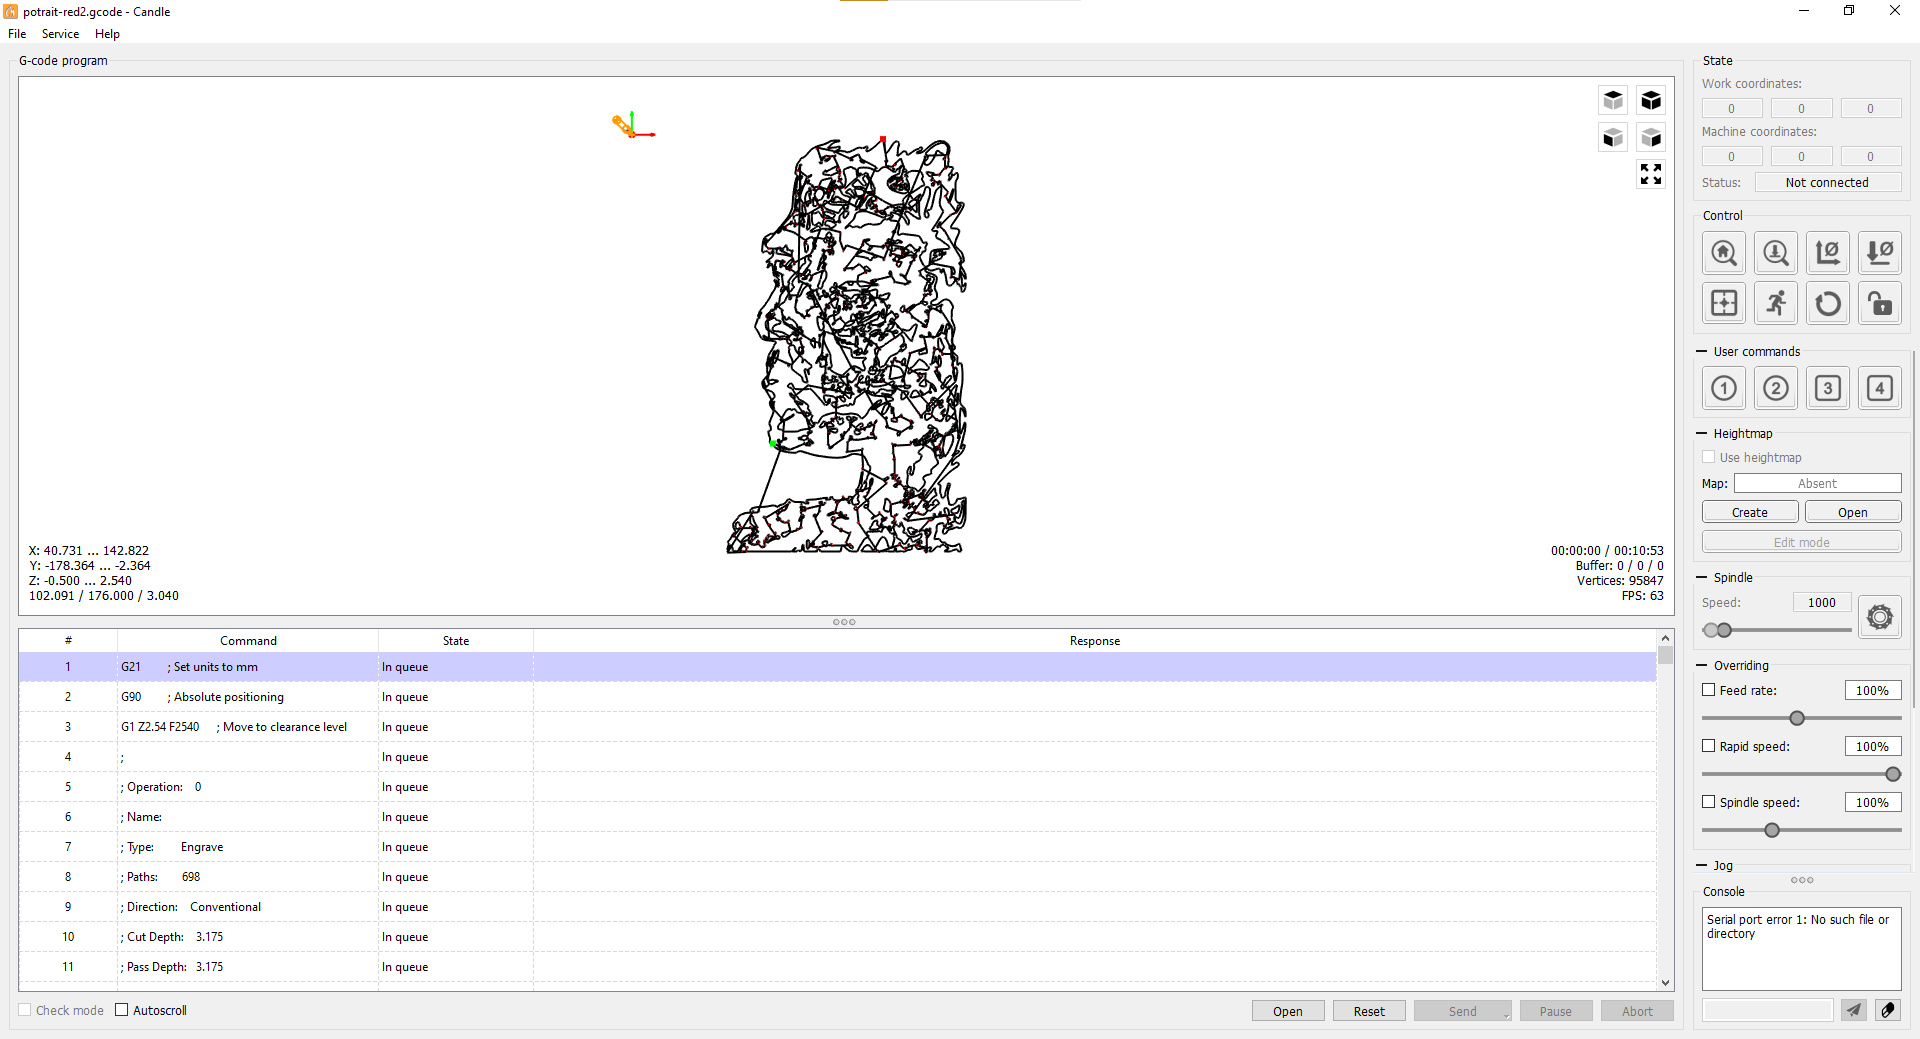 potrait-red2.gcode - Candle
File Service Help
G-code program
X: 40.731 ... 142.822
Y: -178.364 ... -2.364
Z: -0.500 ... 2.540
102.091 / 176.000 / 3.040
00:00:00 / 00:10:53
Buffer: 0 / 0 / 0
Vertices: 95847
FPS: 63
# Command State Response
1 G21 ; Set units to mm In queue
2 G90 ; Absolute positioning In queue
3 G1 Z2.54 F2540 ; Move to clearance level In queue
4 ; In queue
5 ; Operation: 0 In queue
6 ; Name: In queue
7 ; Type: Engrave In queue
8 ; Paths: 698 In queue
9 ; Direction: Conventional In queue
10 ; Cut Depth: 3.175 In queue
11 ; Pass Depth: 3.175 In queue
Check mode Autoscroll
Open Reset Send Pause Abort
State
Work coordinates:
0 0 0
Machine coordinates:
0 0 0
Status: Not connected
Control
User commands
1 2 3 4
Heightmap
Use heightmap
Map: Absent
Create Open
Edit mode
Spindle
Speed: 1000
Overriding
Feed rate: 100%
Rapid speed: 100%
Spindle speed: 100%
Jog
Console
Serial port error 1: No such file or
directory